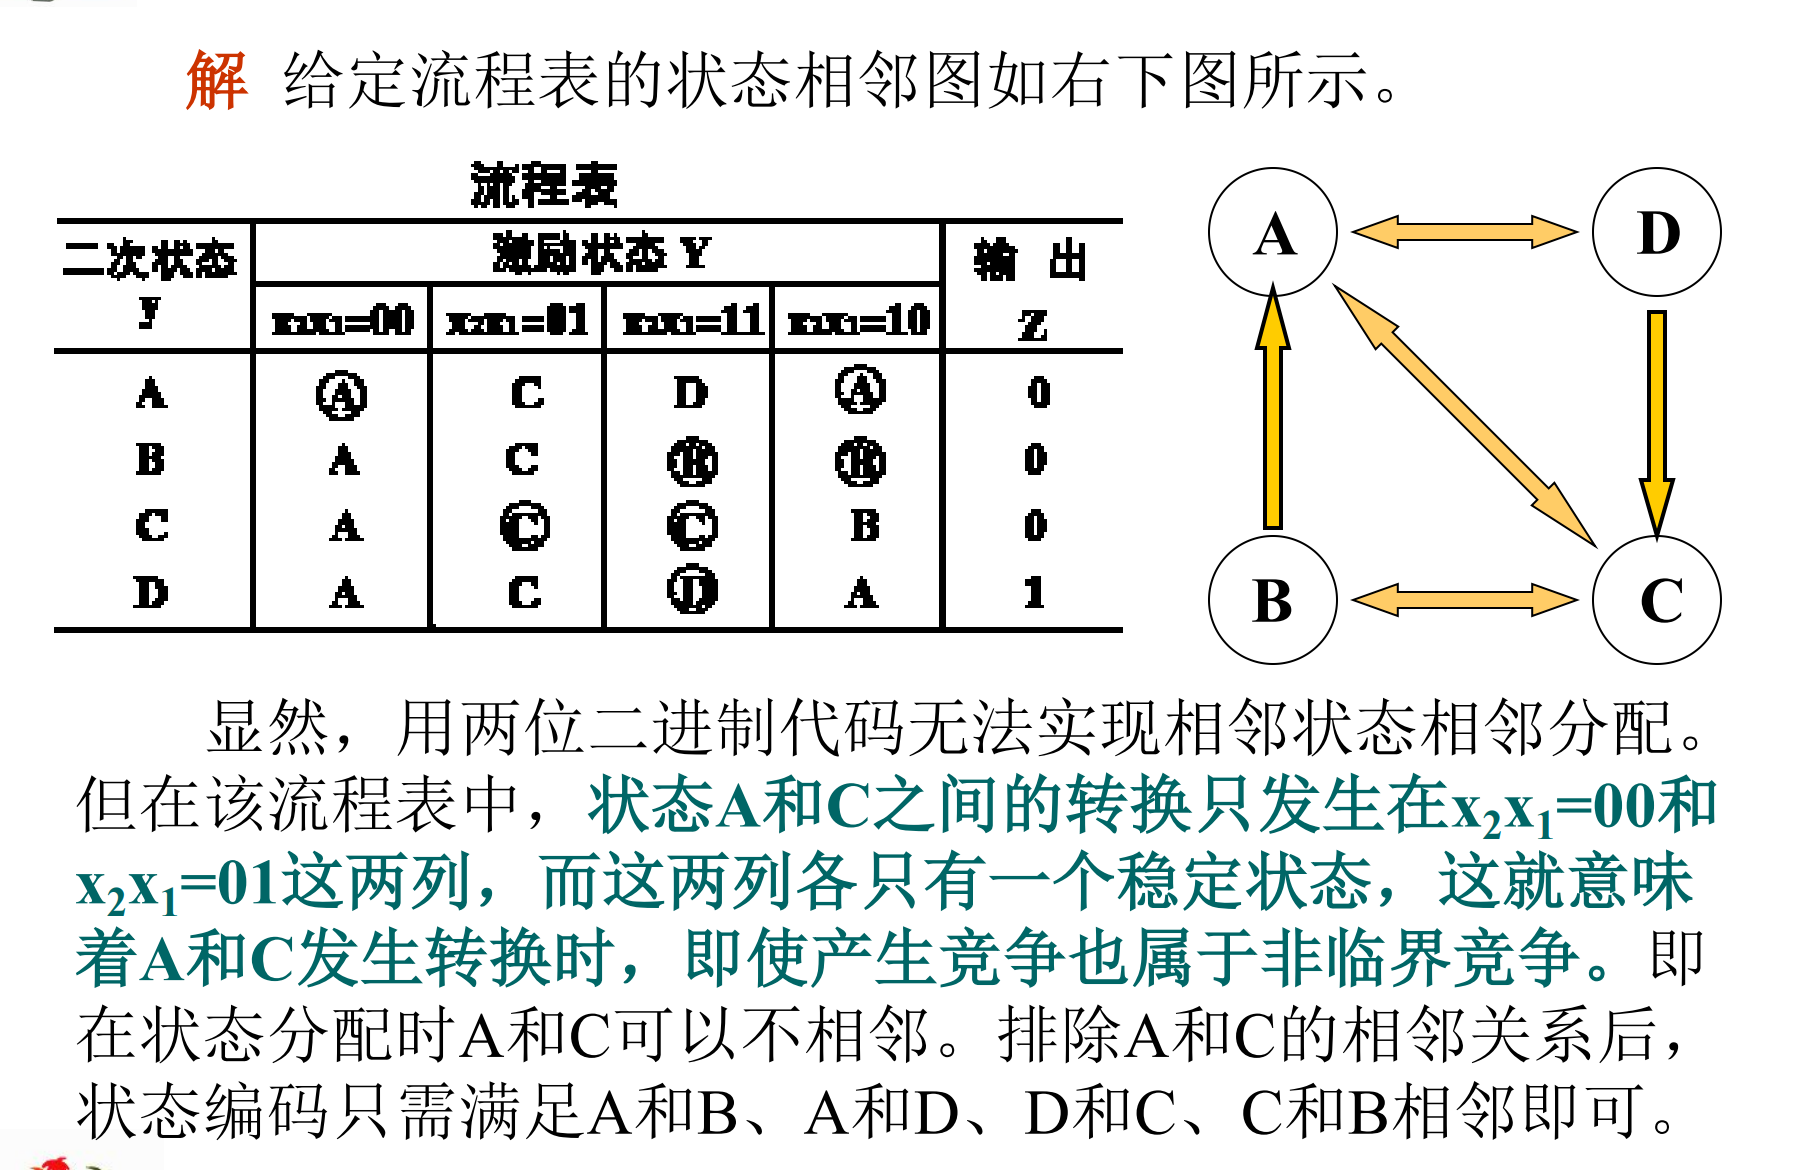 解 给定流程表的状态相邻图如右下图所示。
流程表
二次状态 y 激励状态 Y 输 出 Z
x₂x₁=00 x₂x₁=01 x₂x₁=11 x₂x₁=10
A Ⓐ C D Ⓐ 0
B A C Ⓑ Ⓑ 0
C A Ⓒ Ⓒ B 0
D A C Ⓓ A 1
A D
B C
显然，用两位二进制代码无法实现相邻状态相邻分配。
但在该流程表中，状态A和C之间的转换只发生在x₂x₁=00和
x₂x₁=01这两列，而这两列各只有一个稳定状态，这就意味
着A和C发生转换时，即使产生竞争也属于非临界竞争。即
在状态分配时A和C可以不相邻。排除A和C的相邻关系后，
状态编码只需满足A和B、A和D、D和C、C和B相邻即可。